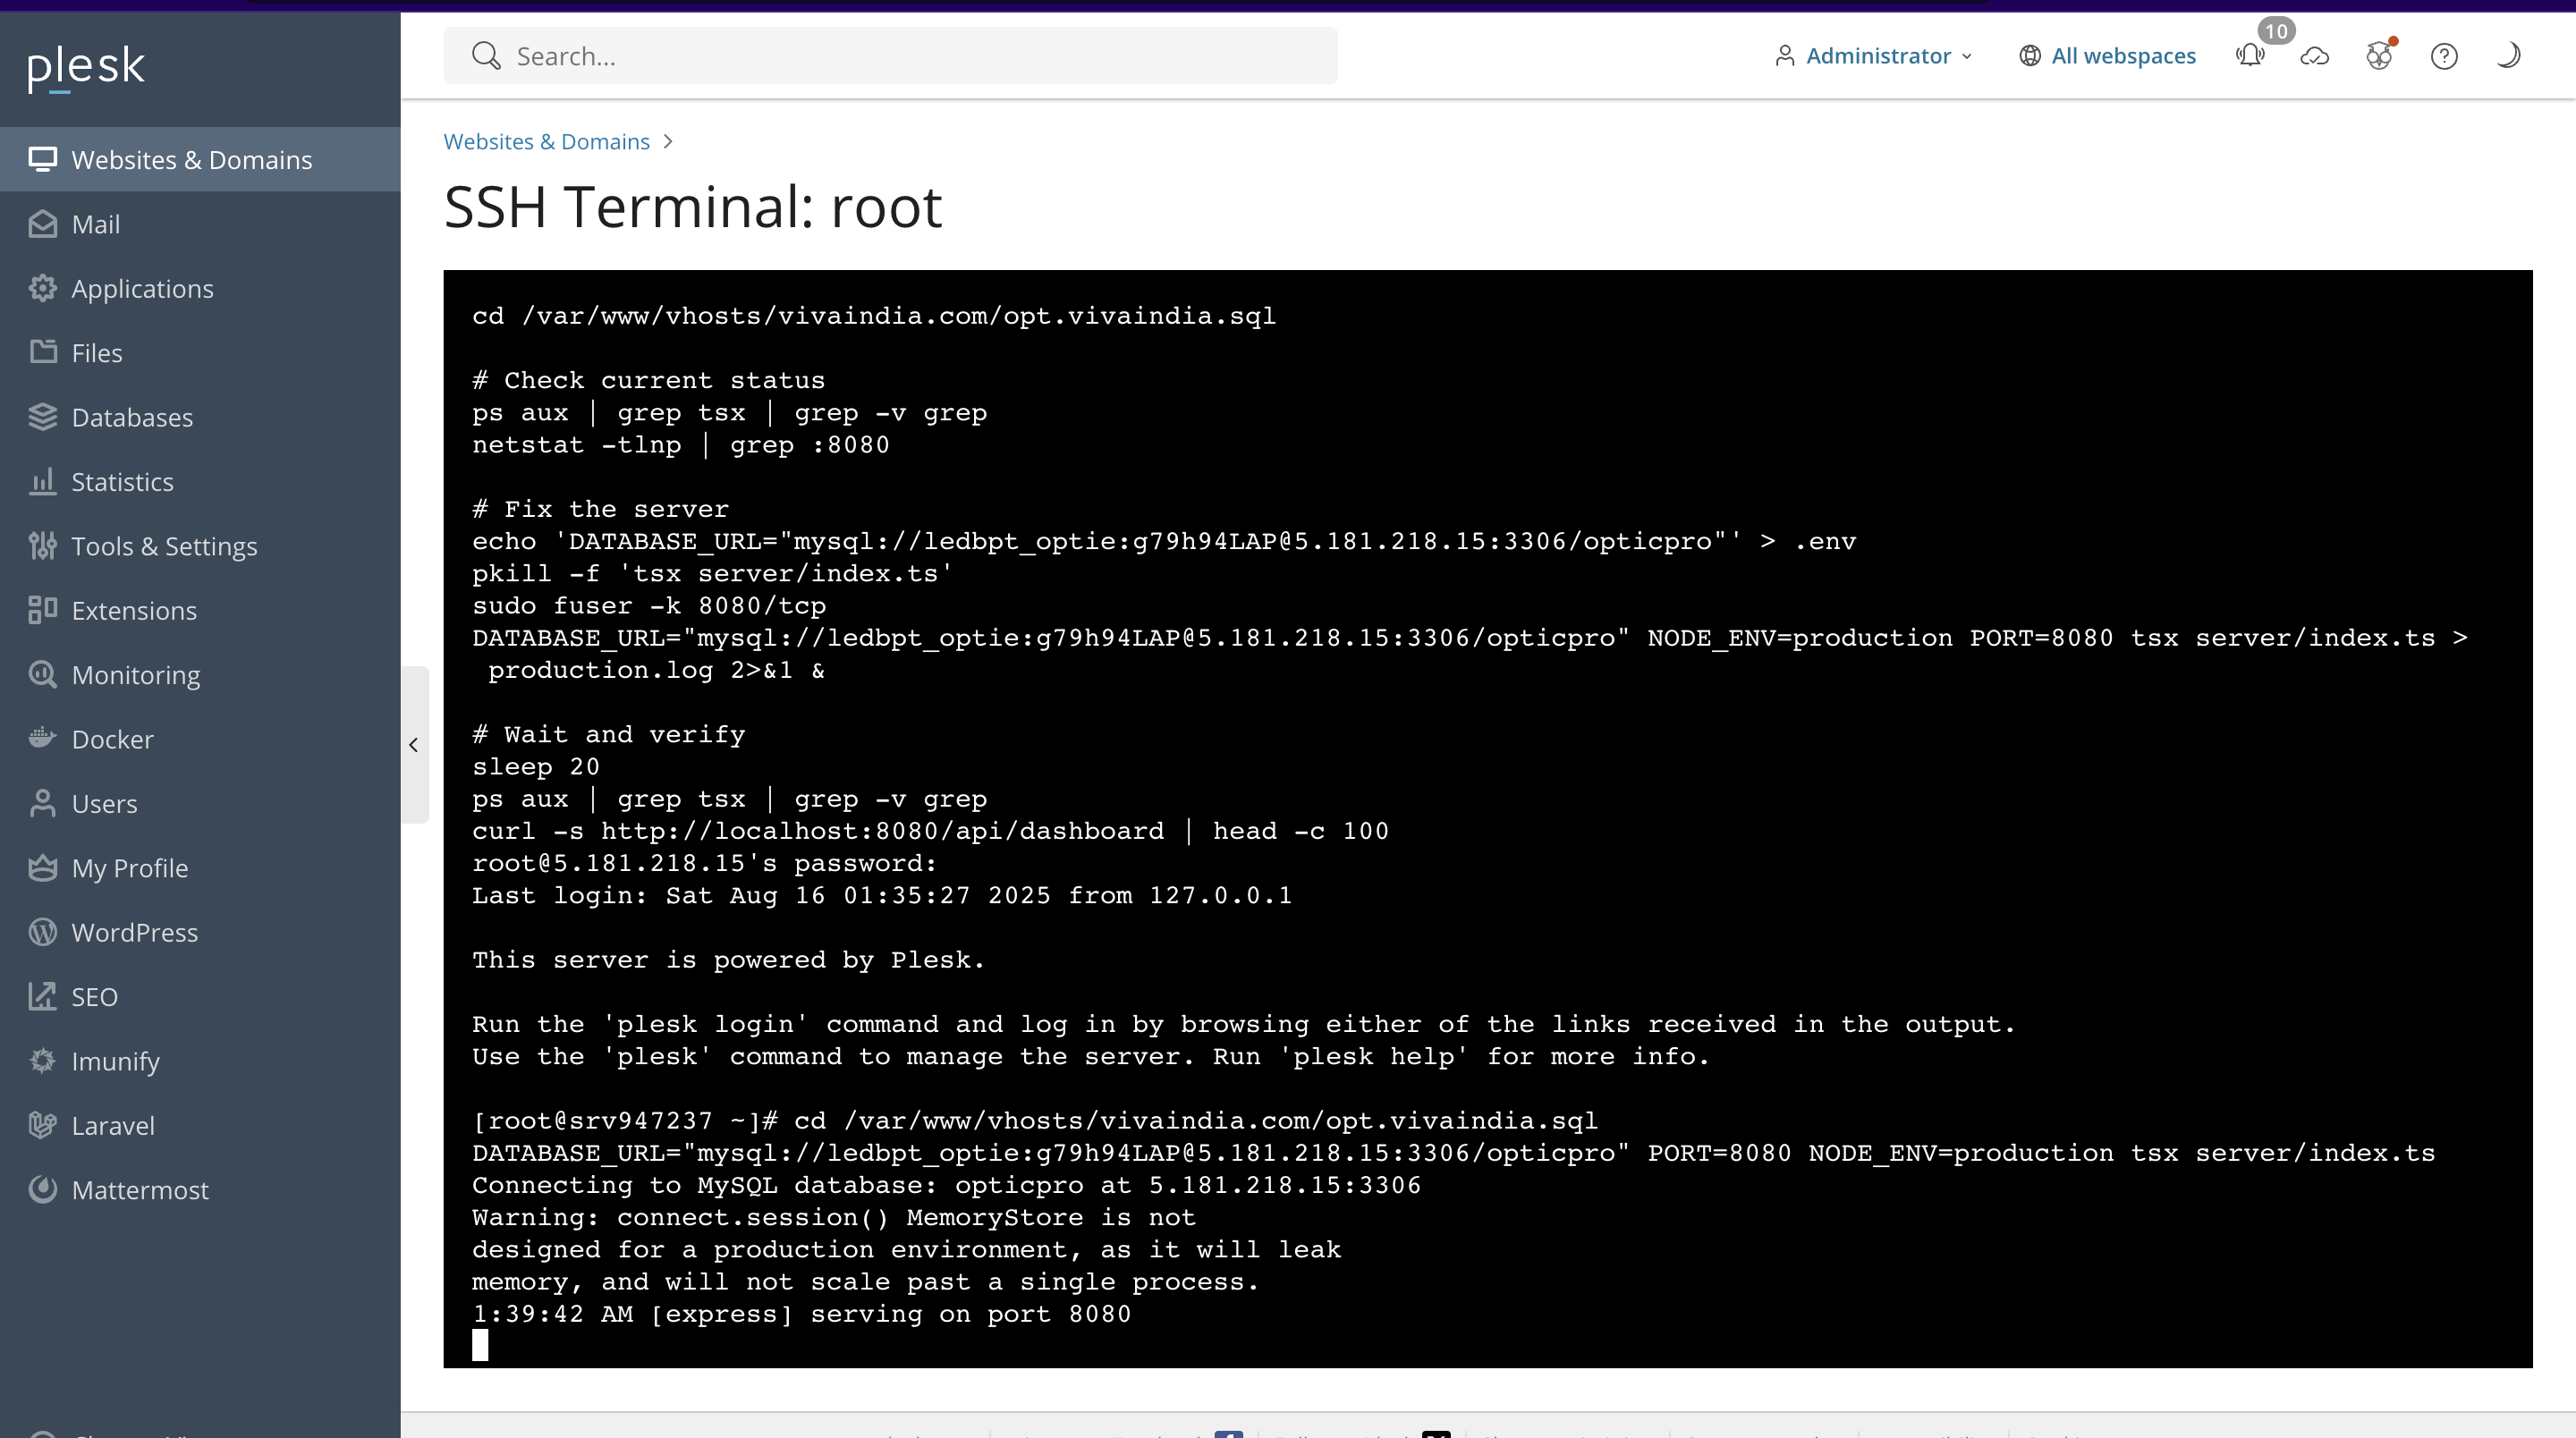 plesk
Search...
Administrator
All webspaces
10
Websites & Domains
Mail
Applications
Files
Databases
Statistics
Tools & Settings
Extensions
Monitoring
Docker
Users
My Profile
WordPress
SEO
Imunify
Laravel
Mattermost
Websites & Domains >
SSH Terminal: root
cd /var/www/vhosts/vivaindia.com/opt.vivaindia.sql
# Check current status
ps aux | grep tsx | grep -v grep
netstat -tlnp | grep :8080
# Fix the server
echo 'DATABASE_URL="mysql://ledbpt_optie:g79h94LAP@5.181.218.15:3306/opticpro"' > .env
pkill -f 'tsx server/index.ts'
sudo fuser -k 8080/tcp
DATABASE_URL="mysql://ledbpt_optie:g79h94LAP@5.181.218.15:3306/opticpro" NODE_ENV=production PORT=8080 tsx server/index.ts >
production.log 2>&1 &
# Wait and verify
sleep 20
ps aux | grep tsx | grep -v grep
curl -s http://localhost:8080/api/dashboard | head -c 100
root@5.181.218.15's password:
Last login: Sat Aug 16 01:35:27 2025 from 127.0.0.1
This server is powered by Plesk.
Run the 'plesk login' command and log in by browsing either of the links received in the output.
Use the 'plesk' command to manage the server. Run 'plesk help' for more info.
[root@srv947237 ~]# cd /var/www/vhosts/vivaindia.com/opt.vivaindia.sql
DATABASE_URL="mysql://ledbpt_optie:g79h94LAP@5.181.218.15:3306/opticpro" PORT=8080 NODE_ENV=production tsx server/index.ts
Connecting to MySQL database: opticpro at 5.181.218.15:3306
Warning: connect.session() MemoryStore is not
designed for a production environment, as it will leak
memory, and will not scale past a single process.
1:39:42 AM [express] serving on port 8080